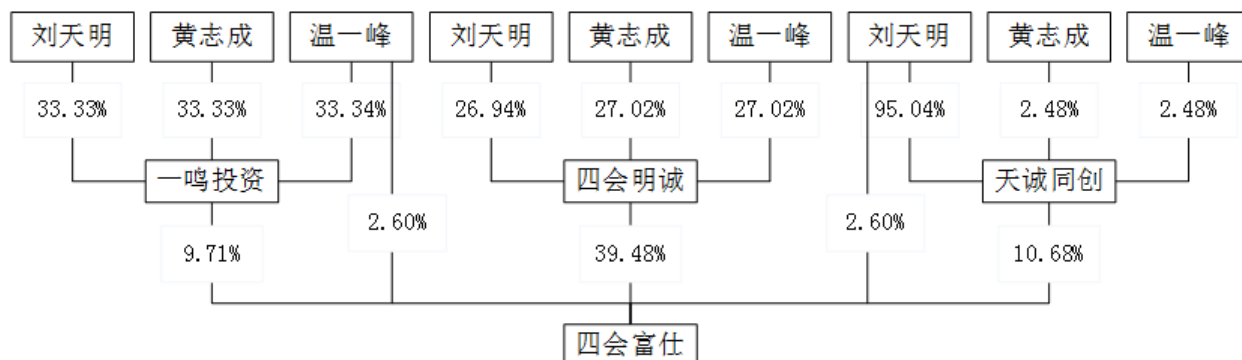 刘天明 黄志成 温一峰 刘天明 黄志成 温一峰 刘天明 黄志成 温一峰
33.33% 33.33% 33.34% 26.94% 27.02% 27.02% 95.04% 2.48% 2.48%
一鸣投资 四会明诚 天诚同创
2.60% 2.60%
9.71% 39.48% 10.68%
四会富仕